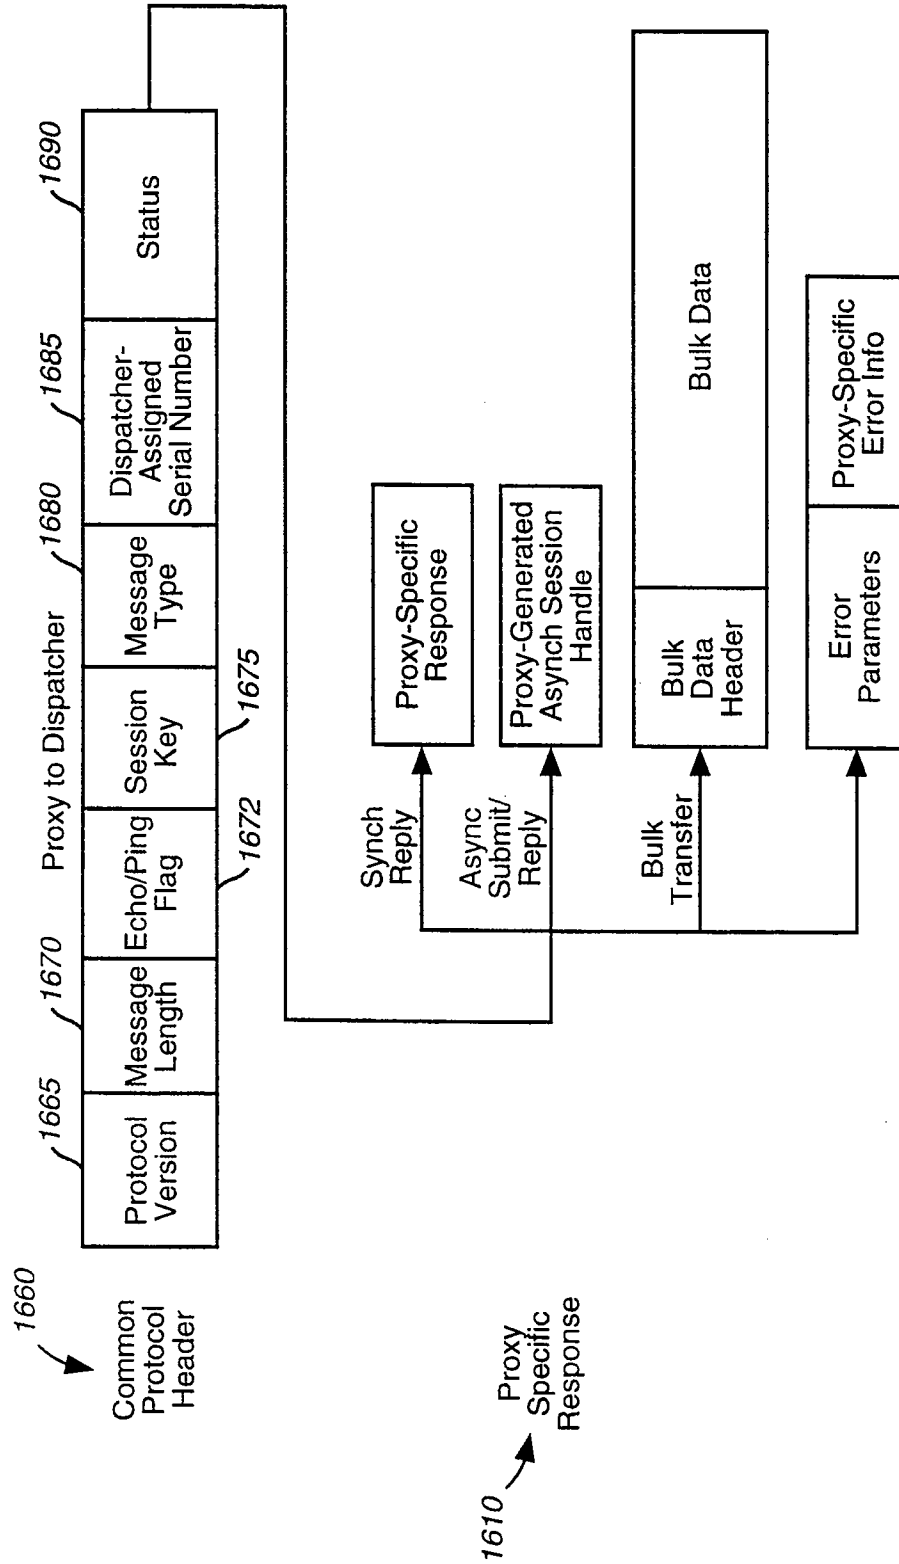 Proxy to Dispatcher
1660
Common
Protocol
Header
1665
Protocol
Version
1670
Message
Length
Echo/Ping
Flag
1672
Session
Key
1675
1680
Message
Type
1685
Dispatcher-
Assigned
Serial Number
1690
Status
1610
Proxy
Specific
Response
Synch
Reply
Proxy-Specific
Response
Async
Submit/
Reply
Proxy-Generated
Asynch Session
Handle
Bulk
Transfer
Bulk
Data
Header
Bulk Data
Error
Parameters
Proxy-Specific
Error Info